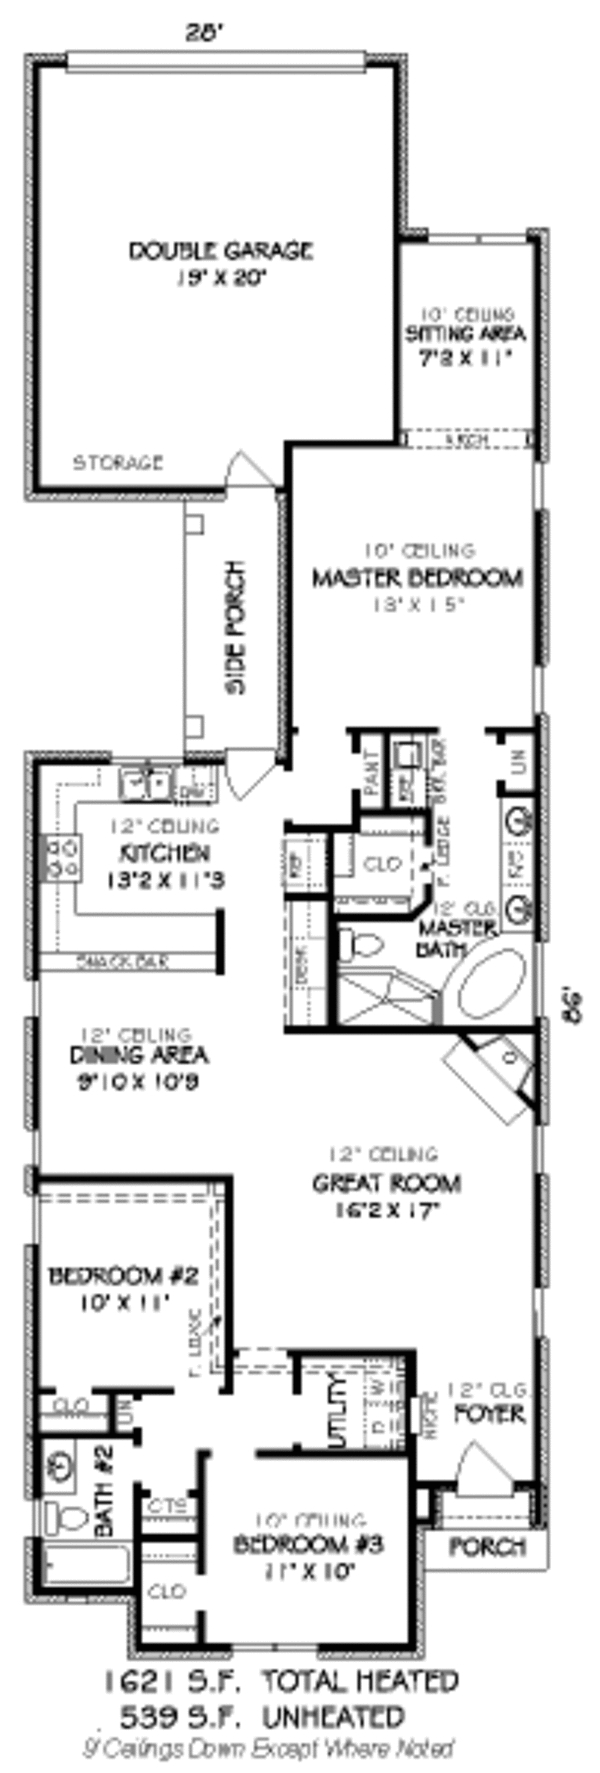 28'
DOUBLE GARAGE
19' X 20'
10' CEILING
SITTING AREA
7'2 X 11'
ARCH
STORAGE
10' CEILING
MASTER BEDROOM
13' X 15'
SIDE PORCH
PANT
REF
BRK. BAR
LIN
DW
12' CEILING
KITCHEN
13'2 X 11'3
REF
CLO
P. LEDGE
K/S
12' CLG.
MASTER
BATH
SNACK BAR
DESK
86'
12' CEILING
DINING AREA
9'10 X 10'9
12' CEILING
GREAT ROOM
16'2 X 17'
BEDROOM #2
10' X 11'
P. LEDGE
CLO
LIN
UTILITY
W
D
NICHE
12' CLG.
FOYER
BATH #2
CTS
10' CEILING
BEDROOM #3
11' X 10'
PORCH
CLO
1621 S.F. TOTAL HEATED
539 S.F. UNHEATED
9' Ceilings Down Except Where Noted